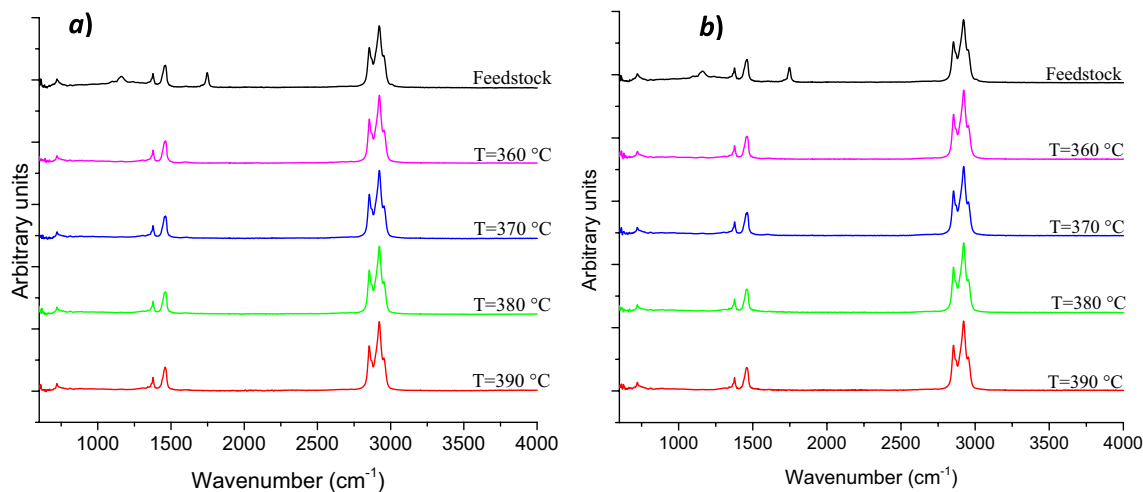 a)
Feedstock
T=360 °C
T=370 °C
T=380 °C
T=390 °C
Arbitrary units
1000 1500 2000 2500 3000 3500 4000
Wavenumber (cm⁻¹)
b)
Feedstock
T=360 °C
T=370 °C
T=380 °C
T=390 °C
Arbitrary units
1000 1500 2000 2500 3000 3500 4000
Wavenumber (cm⁻¹)